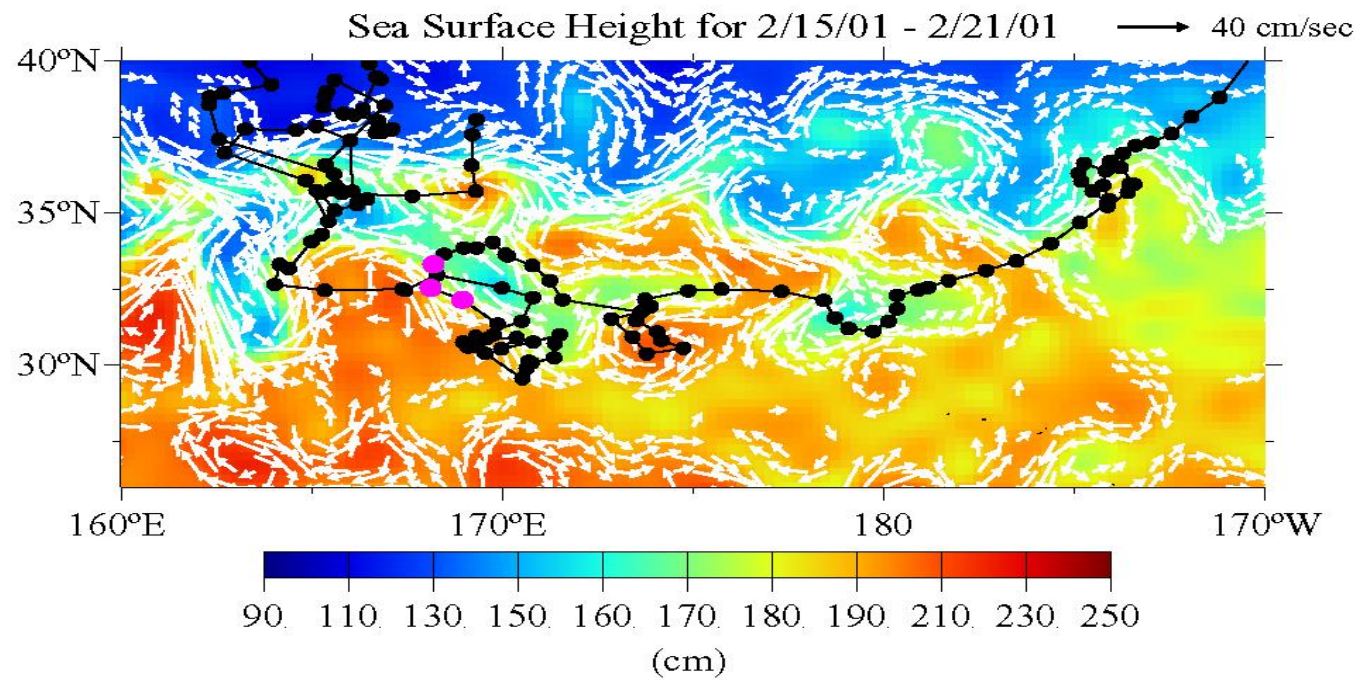 Sea Surface Height for 2/15/01 - 2/21/01 40 cm/sec
40ºN
35ºN
30ºN
160ºE 170ºE 180 170ºW
90. 110. 130. 150. 160. 170. 180. 190. 210. 230. 250
(cm)